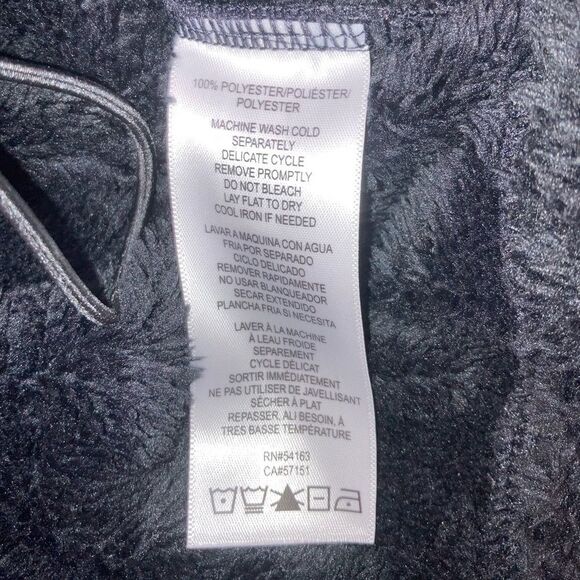 100% POLYESTER/POLIÉSTER/
POLYESTER
MACHINE WASH COLD
SEPARATELY
DELICATE CYCLE
REMOVE PROMPTLY
DO NOT BLEACH
LAY FLAT TO DRY
COOL IRON IF NEEDED
LAVAR A MAQUINA CON AGUA
FRIA POR SEPARADO
CICLO DELICADO
REMOVER RAPIDAMENTE
NO USAR BLANQUEADOR
SECAR EXTENDIDO
PLANCHA FRIA SI NECESITA
LAVER À LA MACHINE
À LEAU FROIDE
SEPAREMENT
CYCLE DÉLICAT
SORTIR IMMÉDIATEMENT
NE PAS UTILISER DE JAVELLISANT
SÉCHER À PLAT
REPASSER, AU BESOIN, À
TRES BASSE TEMPÉRATURE
RN#54163
CA#57151